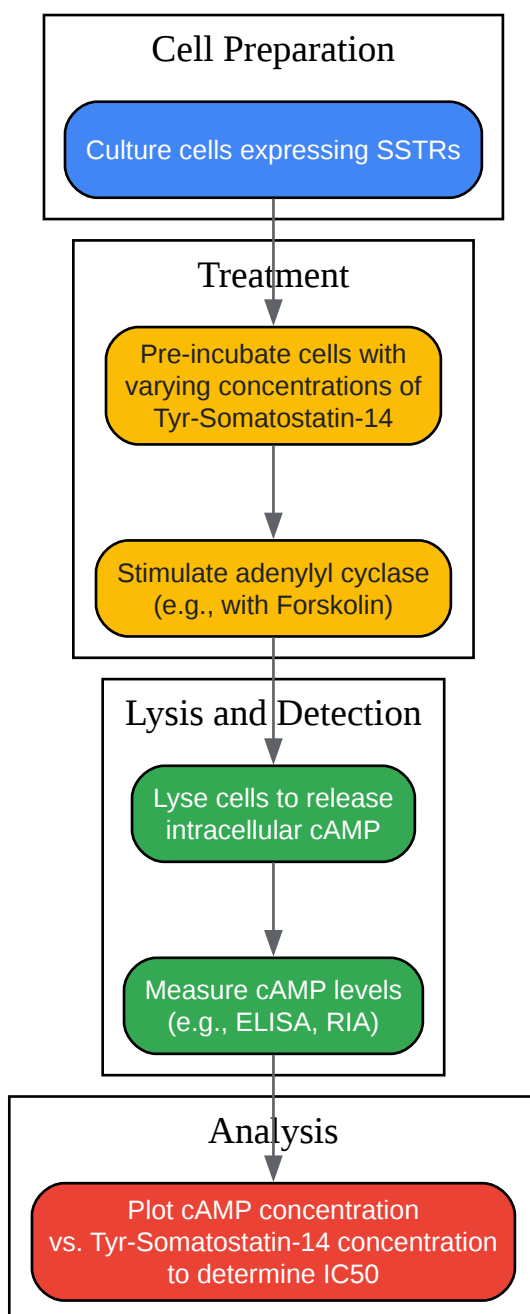 Cell Preparation
Culture cells expressing SSTRs
Treatment
Pre-incubate cells with
varying concentrations of
Tyr-Somatostatin-14
Stimulate adenylyl cyclase
(e.g., with Forskolin)
Lysis and Detection
Lyse cells to release
intracellular cAMP
Measure cAMP levels
(e.g., ELISA, RIA)
Analysis
Plot cAMP concentration
vs. Tyr-Somatostatin-14 concentration
to determine IC50